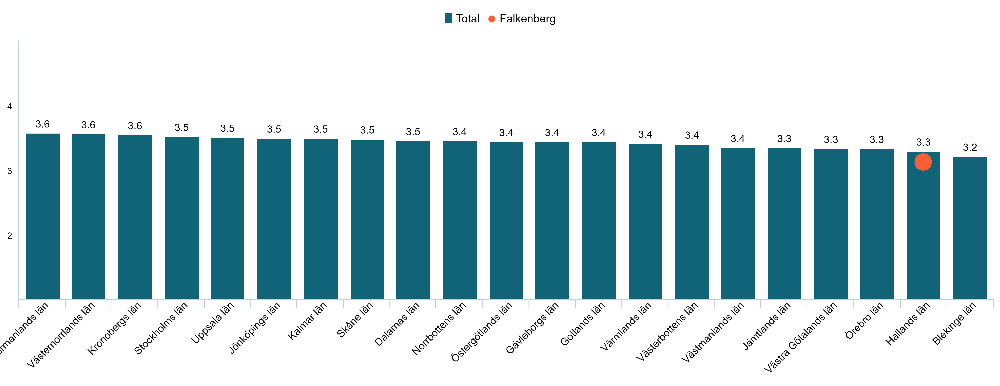 Total Falkenberg
4
3
2
3.6 3.6 3.6 3.5 3.5 3.5 3.5 3.5 3.5 3.4 3.4 3.4 3.4 3.4 3.4 3.4 3.3 3.3 3.3 3.3 3.2
län
Västernorrlands län
Kronobergs län
Stockholms län
Uppsala län
Jönköpings län
Kalmar län
Skåne län
Dalarnas län
Norrbottens län
Östergötlands län
Gävleborgs län
Gotlands län
Värmlands län
Västerbottens län
Västmanlands län
Jämtlands län
Västra Götalands län
Örebro län
Hallands län
Blekinge län